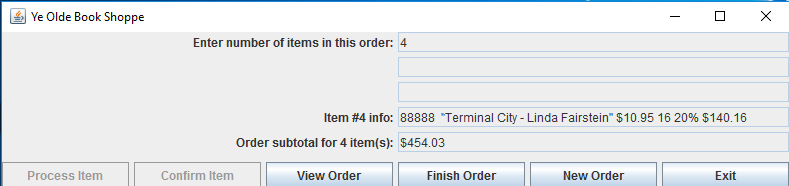 Ye Olde Book Shoppe
Enter number of items in this order: 4
Item #4 info: 88888 "Terminal City - Linda Fairstein" $10.95 16 20% $140.16
Order subtotal for 4 item(s): $454.03
Process Item Confirm Item View Order Finish Order New Order Exit